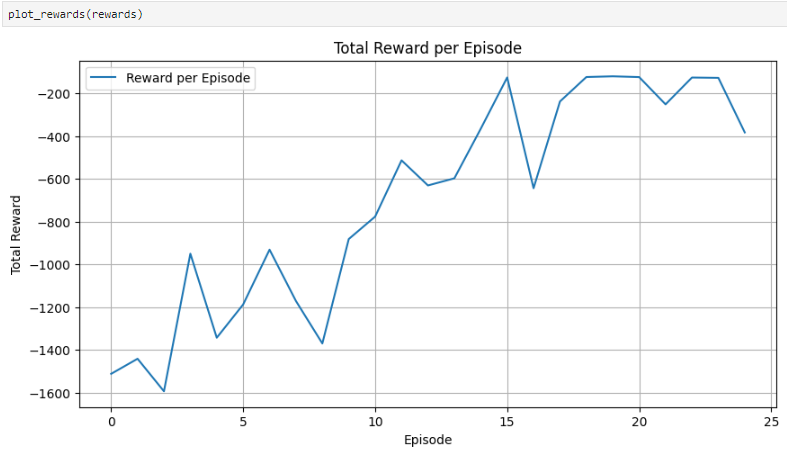 plot_rewards(rewards)
Total Reward per Episode
Reward per Episode
−200
−400
−600
−800
−1000
−1200
−1400
−1600
Total Reward
0 5 10 15 20 25
Episode